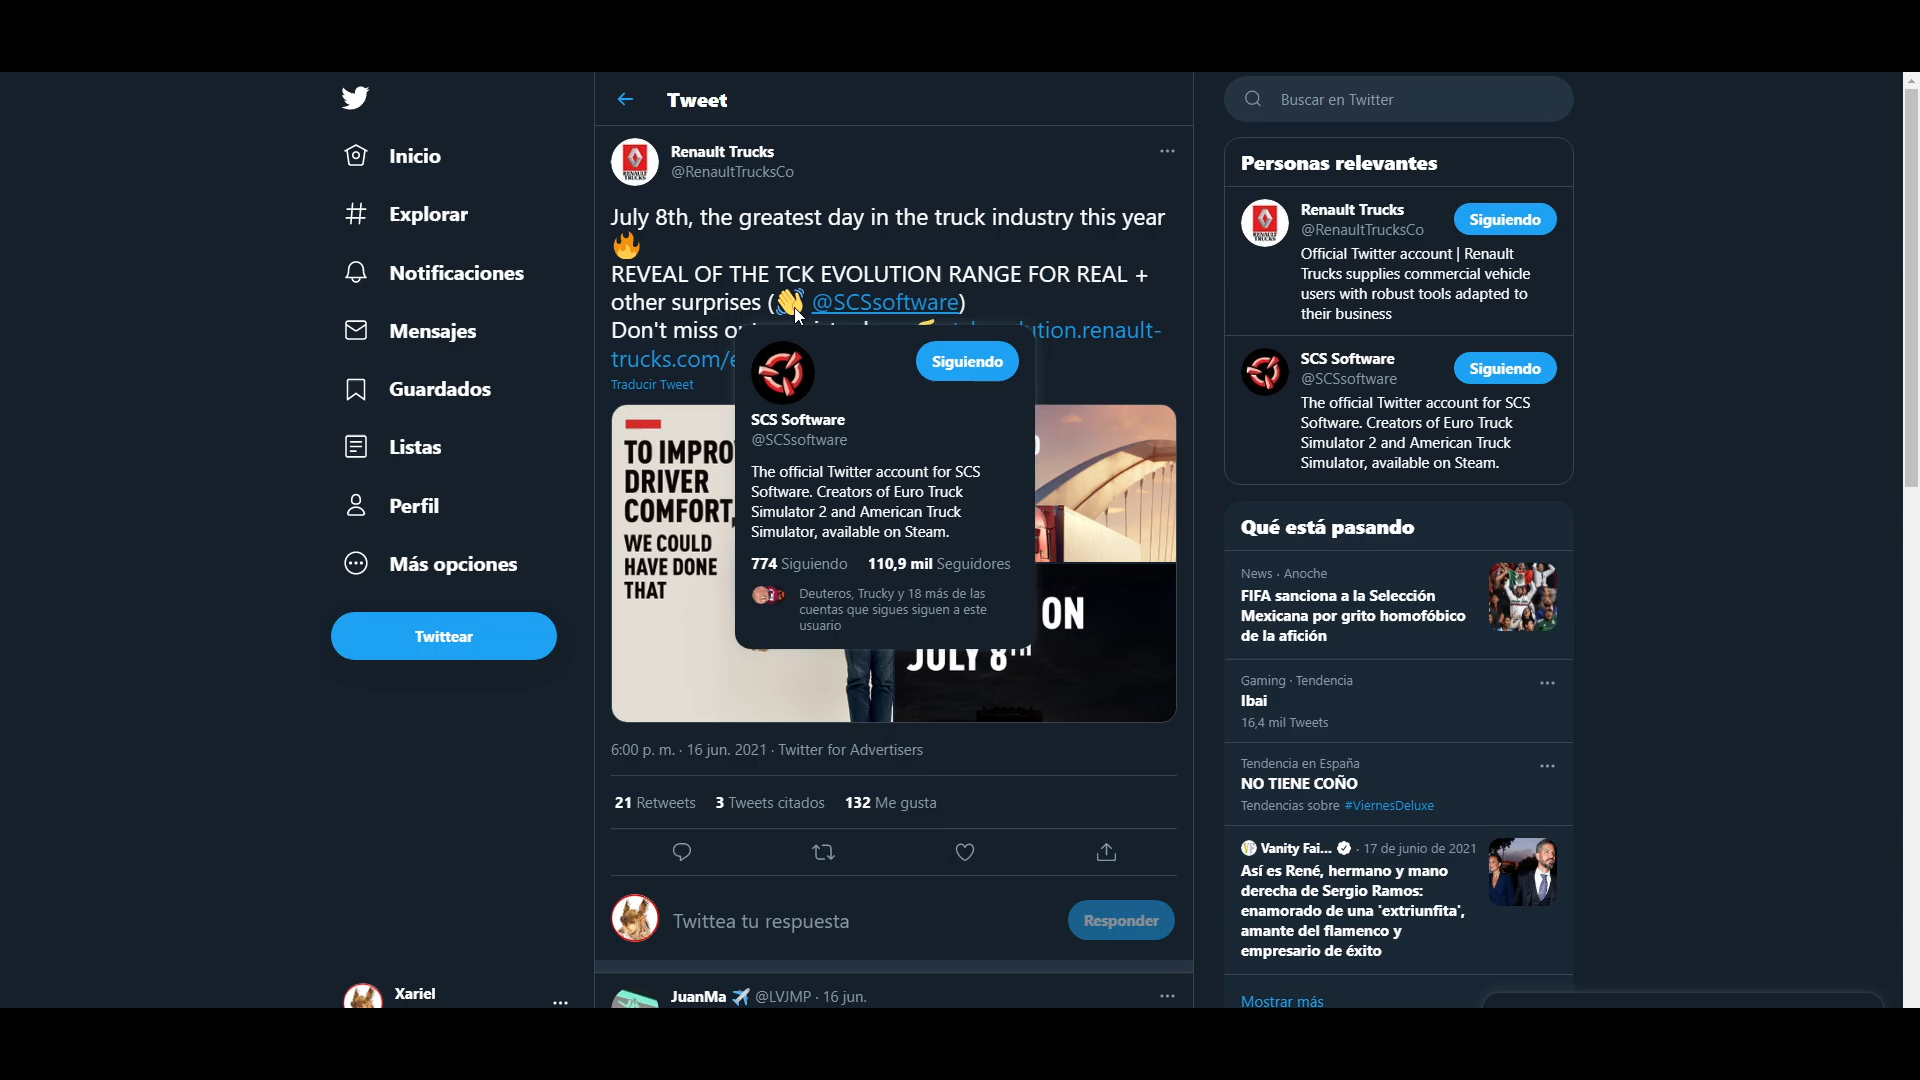 Inicio
Explorar
Notificaciones
Mensajes
Guardados
Listas
Perfil
Más opciones
Twittear
Xariel
Tweet
Renault Trucks
@RenaultTrucksCo
July 8th, the greatest day in the truck industry this year
🔥
REVEAL OF THE TCK EVOLUTION RANGE FOR REAL +
other surprises (👋 @SCSsoftware)
Don't miss
ution.renault-
trucks.com/e
Traducir Tweet
Siguiendo
SCS Software
@SCSsoftware
The official Twitter account for SCS
Software. Creators of Euro Truck
Simulator 2 and American Truck
Simulator, available on Steam.
774 Siguiendo 110,9 mil Seguidores
Deuteros, Trucky y 18 más de las
cuentas que sigues siguen a este
usuario
TO IMPRO
DRIVER
COMFORT,
WE COULD
HAVE DONE
THAT
ON
JULY 8TH
6:00 p. m. · 16 jun. 2021 · Twitter for Advertisers
21 Retweets 3 Tweets citados 132 Me gusta
Twittea tu respuesta
Responder
JuanMa ✈️ @LVJMP · 16 jun.
Buscar en Twitter
Personas relevantes
Renault Trucks
@RenaultTrucksCo
Siguiendo
Official Twitter account | Renault
Trucks supplies commercial vehicle
users with robust tools adapted to
their business
SCS Software
@SCSsoftware
Siguiendo
The official Twitter account for SCS
Software. Creators of Euro Truck
Simulator 2 and American Truck
Simulator, available on Steam.
Qué está pasando
News · Anoche
FIFA sanciona a la Selección
Mexicana por grito homofóbico
de la afición
Gaming · Tendencia
Ibai
16,4 mil Tweets
Tendencia en España
NO TIENE COÑO
Tendencias sobre #ViernesDeluxe
Vanity Fai... · 17 de junio de 2021
Así es René, hermano y mano
derecha de Sergio Ramos:
enamorado de una 'extriunfita',
amante del flamenco y
empresario de éxito
Mostrar más